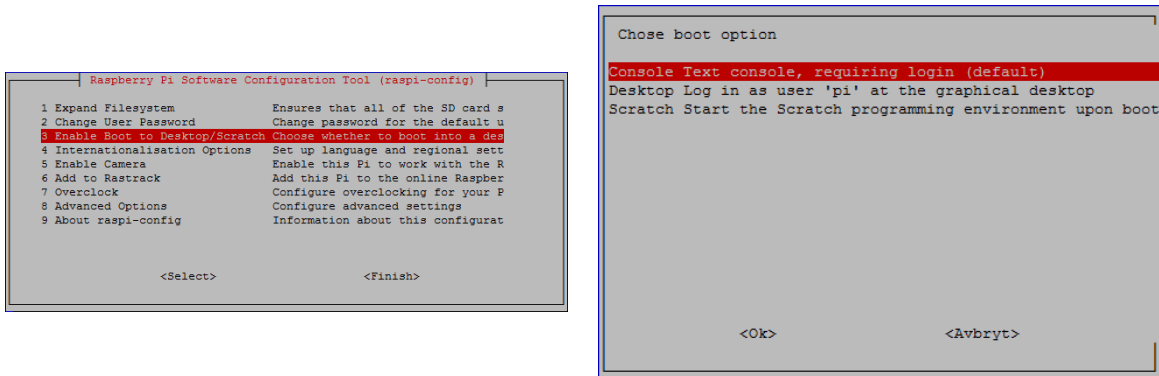 Raspberry Pi Software Configuration Tool (raspi-config)
1 Expand Filesystem Ensures that all of the SD card s
2 Change User Password Change password for the default u
3 Enable Boot to Desktop/Scratch Choose whether to boot into a des
4 Internationalisation Options Set up language and regional sett
5 Enable Camera Enable this Pi to work with the R
6 Add to Rastrack Add this Pi to the online Raspber
7 Overclock Configure overclocking for your P
8 Advanced Options Configure advanced settings
9 About raspi-config Information about this configurat
<Select> <Finish>
Chose boot option
Console Text console, requiring login (default)
Desktop Log in as user 'pi' at the graphical desktop
Scratch Start the Scratch programming environment upon boot
<Ok> <Avbryt>